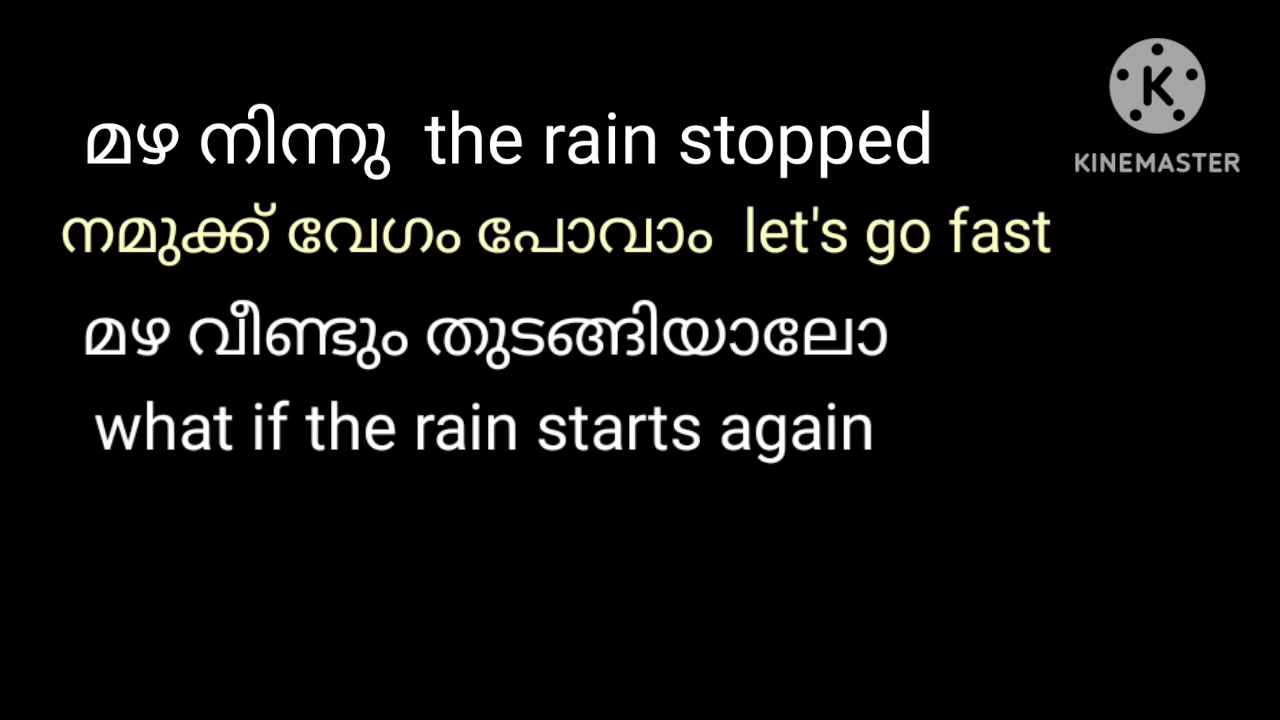 മഴ നിന്നു the rain stopped
നമുക്ക് വേഗം പോവാം let's go fast
മഴ വീണ്ടും തുടങ്ങിയാലോ
what if the rain starts again
K
KINEMASTER